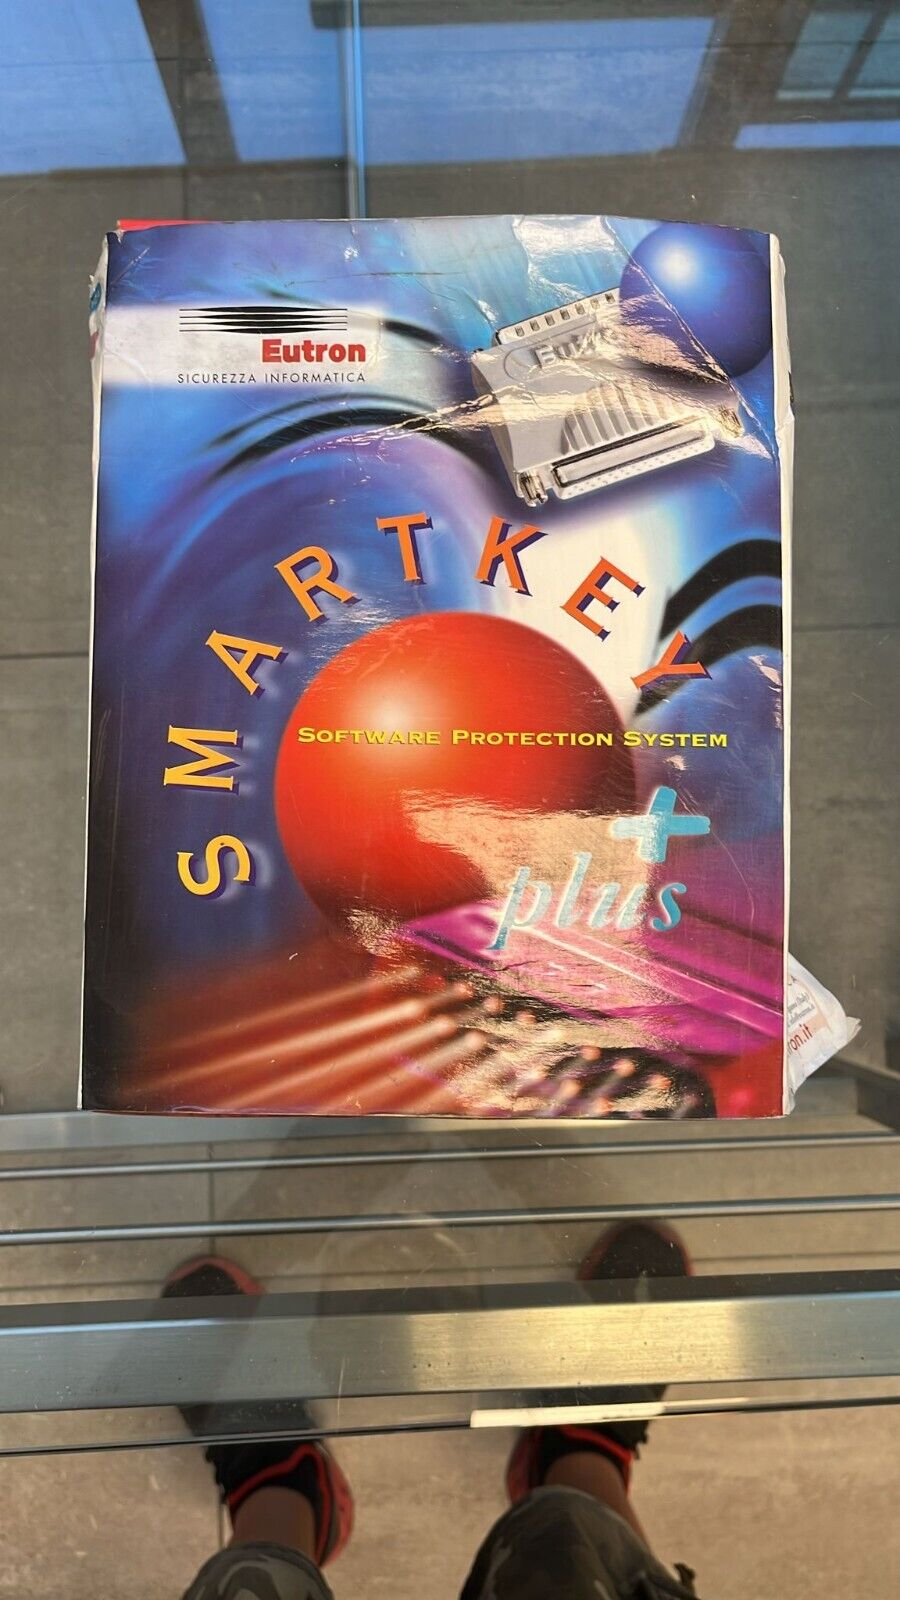 Eutron
SICUREZZA INFORMATICA
SMARTKEY
SOFTWARE PROTECTION SYSTEM
+
plus